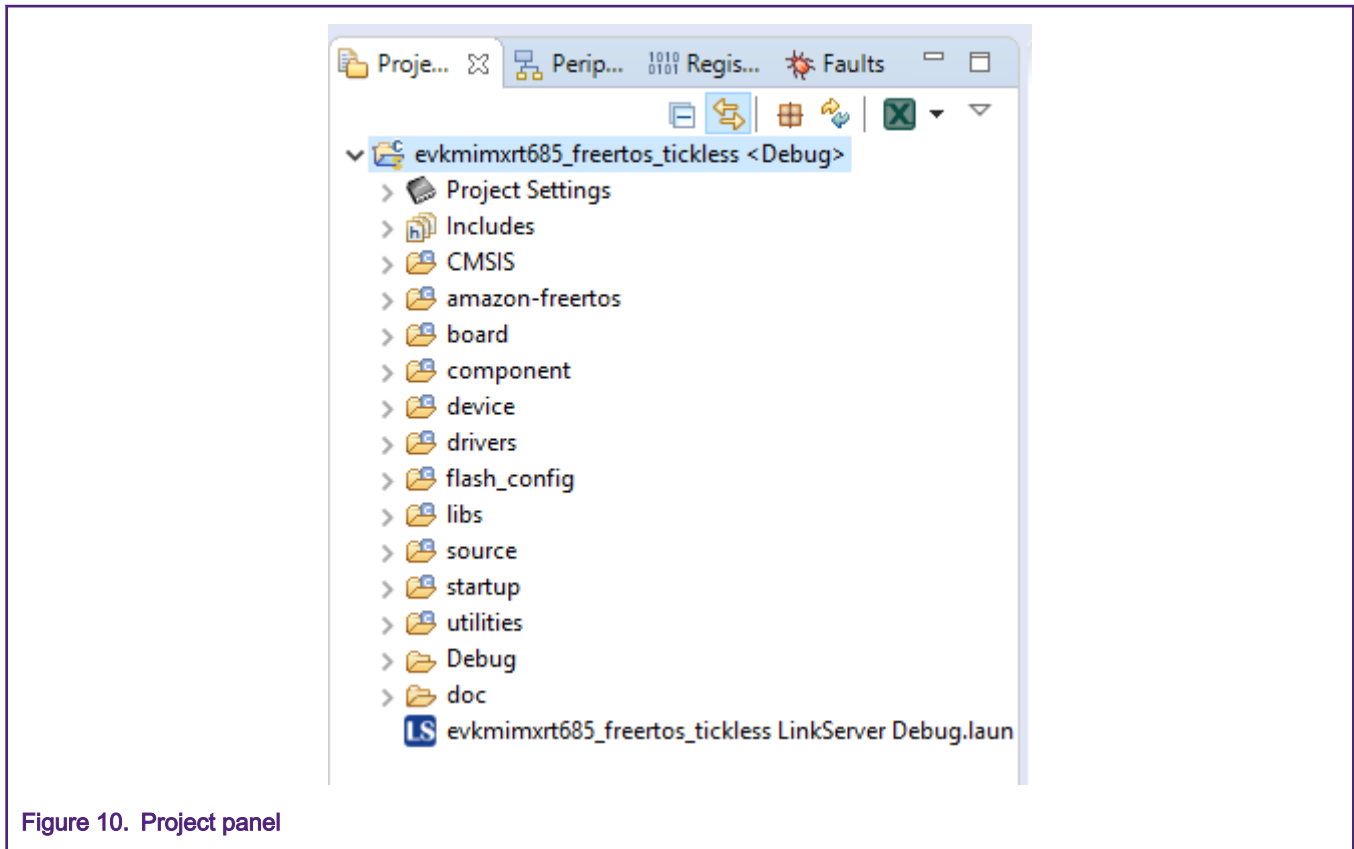 Proje... Perip... 1010 0101 Regis... Faults
evkmimxrt685_freertos_tickless <Debug>
Project Settings
Includes
CMSIS
amazon-freertos
board
component
device
drivers
flash_config
libs
source
startup
utilities
Debug
doc
LS evkmimxrt685_freertos_tickless LinkServer Debug.laun
Figure 10. Project panel